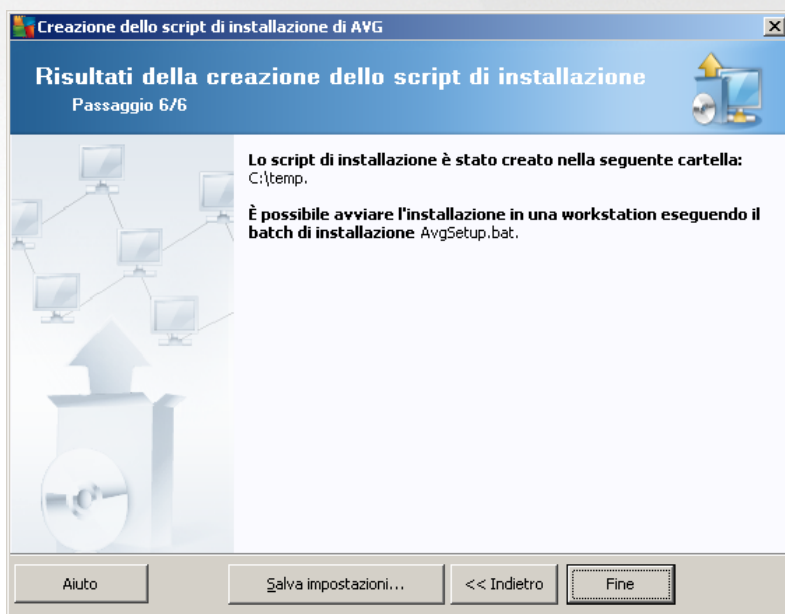 Creazione dello script di installazione di AVG
Risultati della creazione dello script di installazione
Passaggio 6/6
Lo script di installazione è stato creato nella seguente cartella:
C:\temp.
È possibile avviare l'installazione in una workstation eseguendo il
batch di installazione AvgSetup.bat.
Aiuto
Salva impostazioni...
<< Indietro
Fine